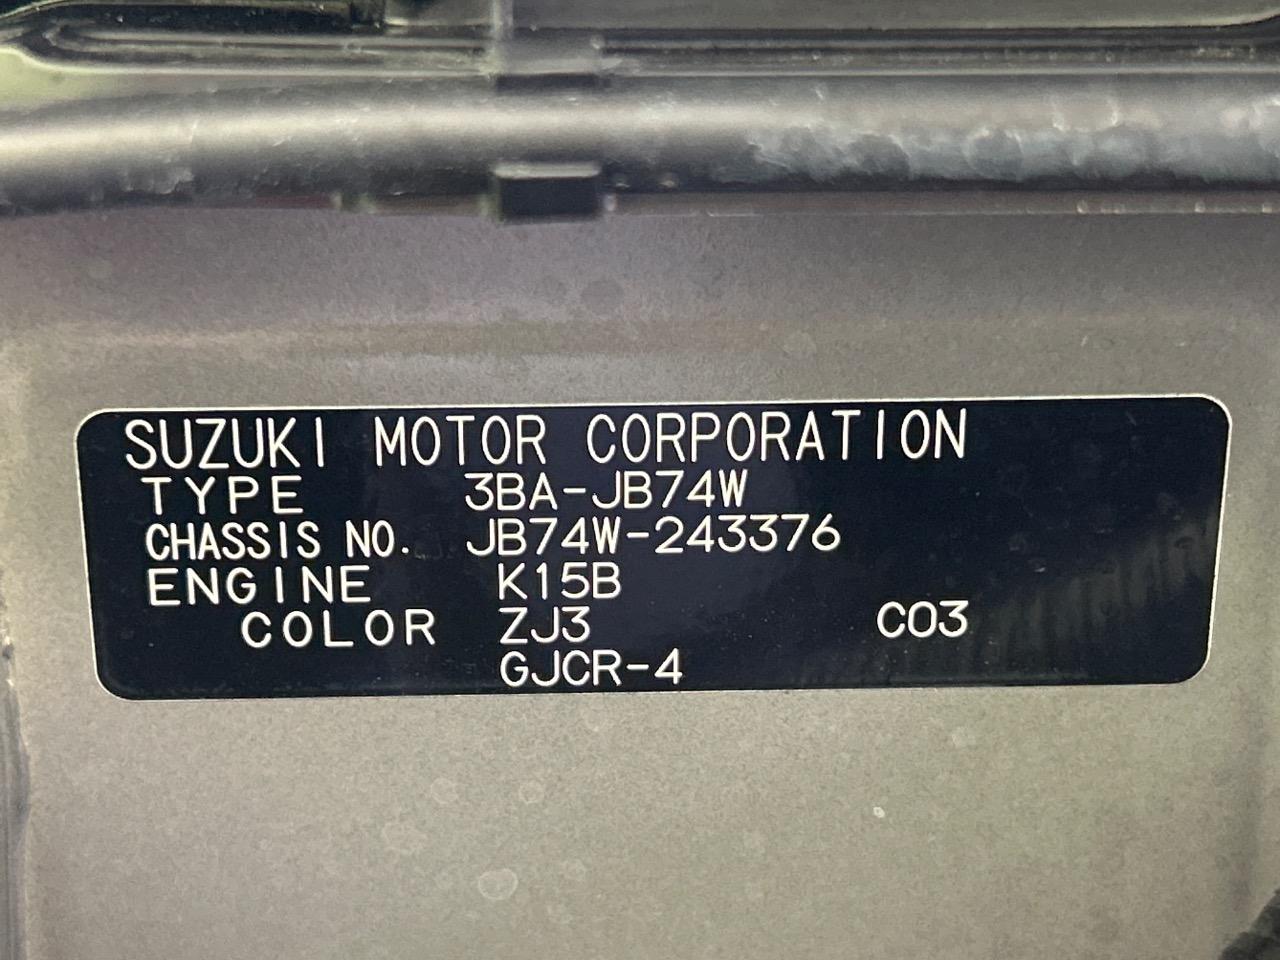 SUZUKI MOTOR CORPORATION
TYPE 3BA-JB74W
CHASSIS NO. JB74W-243376
ENGINE K15B
COLOR ZJ3 C03
GJCR-4